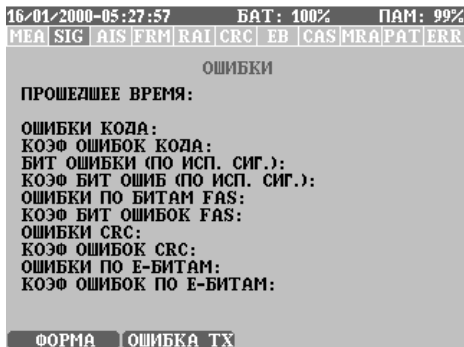 16/01/2000-05:27:57 БАТ: 100% ПАМ: 99%
MEA SIG AIS FRM RAI CRC EB CAS MRA PAT ERR
ОШИБКИ
ПРОШЕДШЕЕ ВРЕМЯ:
ОШИБКИ КОДА:
КОЭФ ОШИБОК КОДА:
БИТ ОШИБКИ (ПО ИСП. СИГ.):
КОЭФ БИТ ОШИБ (ПО ИСП. СИГ.):
ОШИБКИ ПО БИТАМ FAS:
КОЭФ БИТ ОШИБОК FAS:
ОШИБКИ CRC:
КОЭФ ОШИБОК CRC:
ОШИБКИ ПО Е-БИТАМ:
КОЭФ ОШИБОК ПО Е-БИТАМ:
ФОРМА ОШИБКА TX